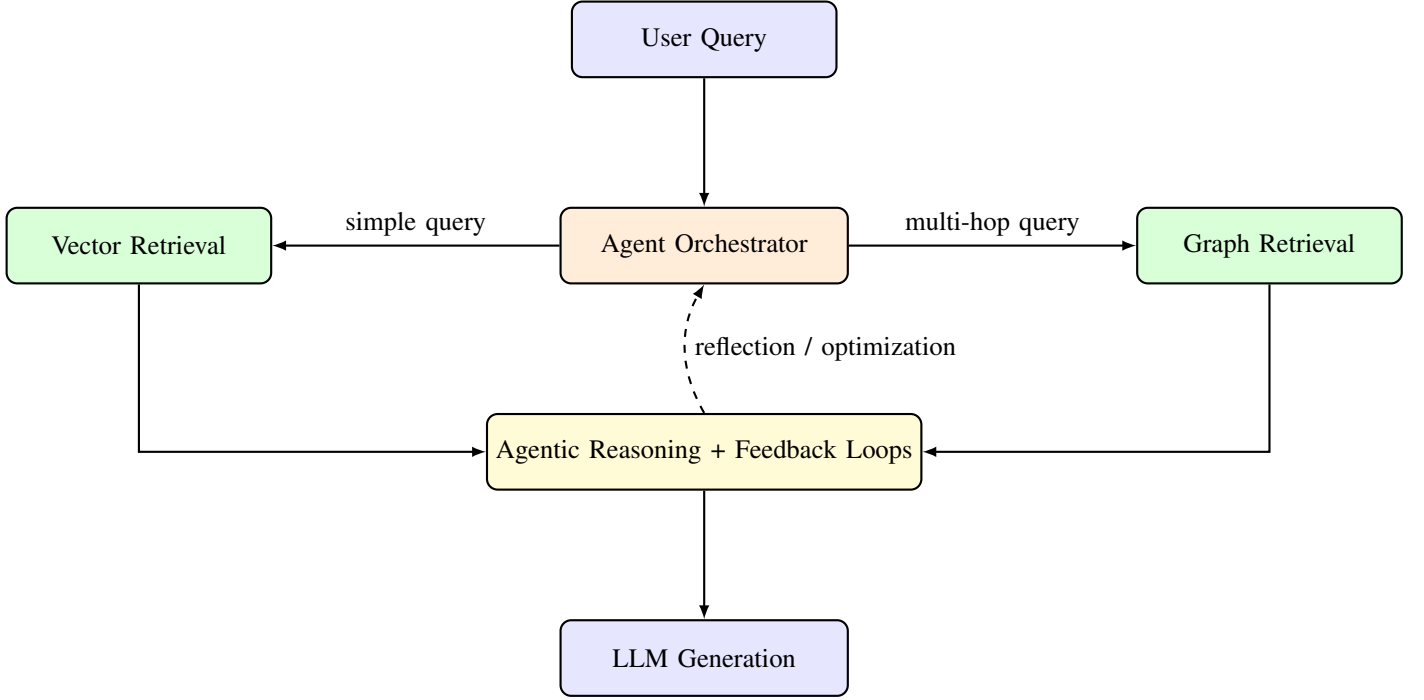 User Query
simple query
multi-hop query
Vector Retrieval
Agent Orchestrator
Graph Retrieval
reflection / optimization
Agentic Reasoning + Feedback Loops
LLM Generation